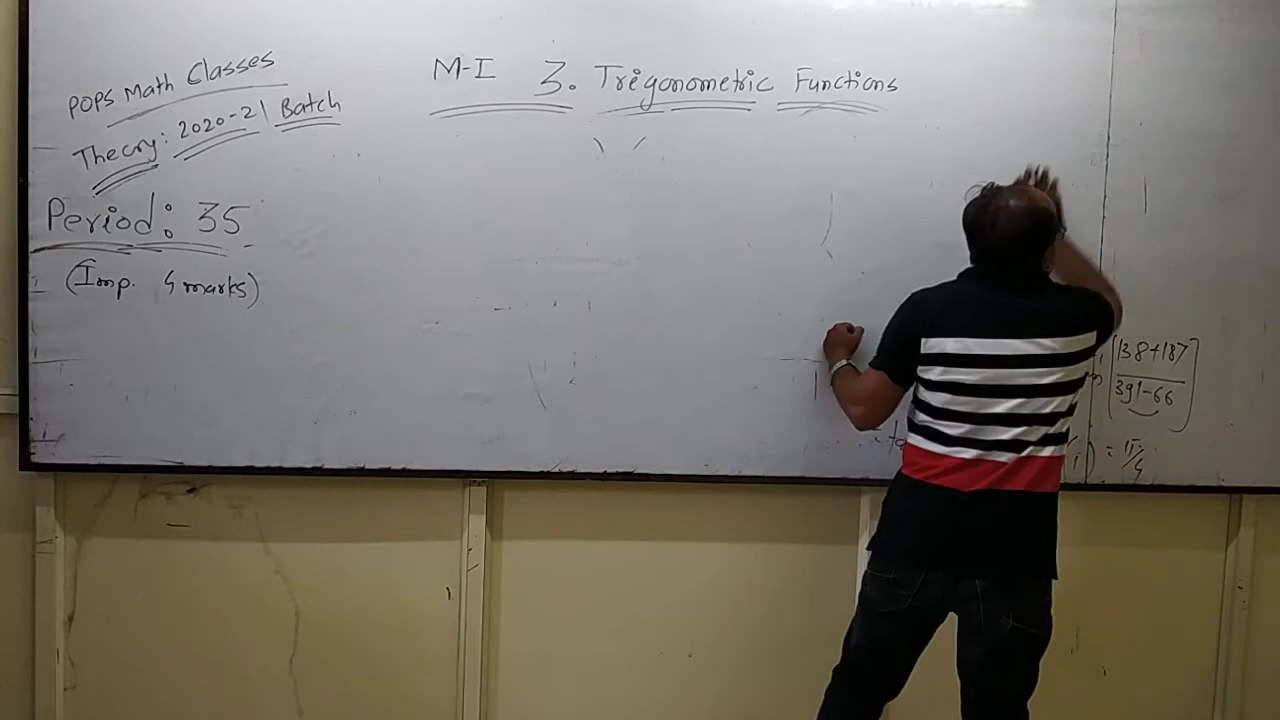 POPS Math Classes
Theory: 2020-21 Batch
Period: 35
(Imp. 4 marks)
M-I 3. Trigonometric Functions
138+187
391-66
= π/4